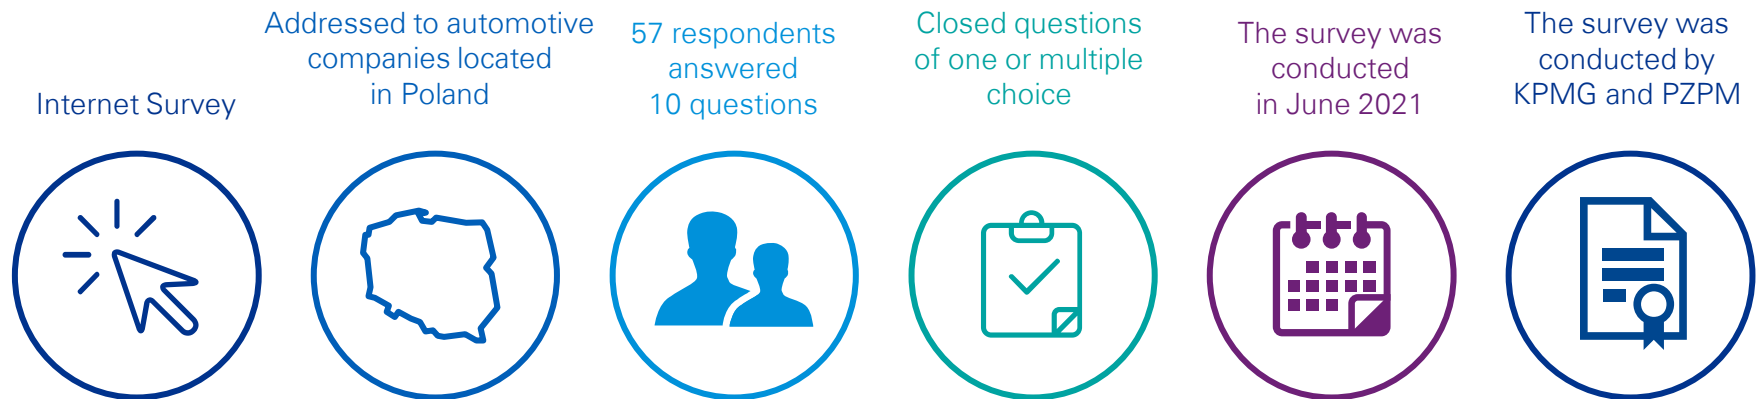 Internet Survey
Addressed to automotive
companies located
in Poland
57 respondents
answered
10 questions
Closed questions
of one or multiple
choice
The survey was
conducted
in June 2021
The survey was
conducted by
KPMG and PZPM